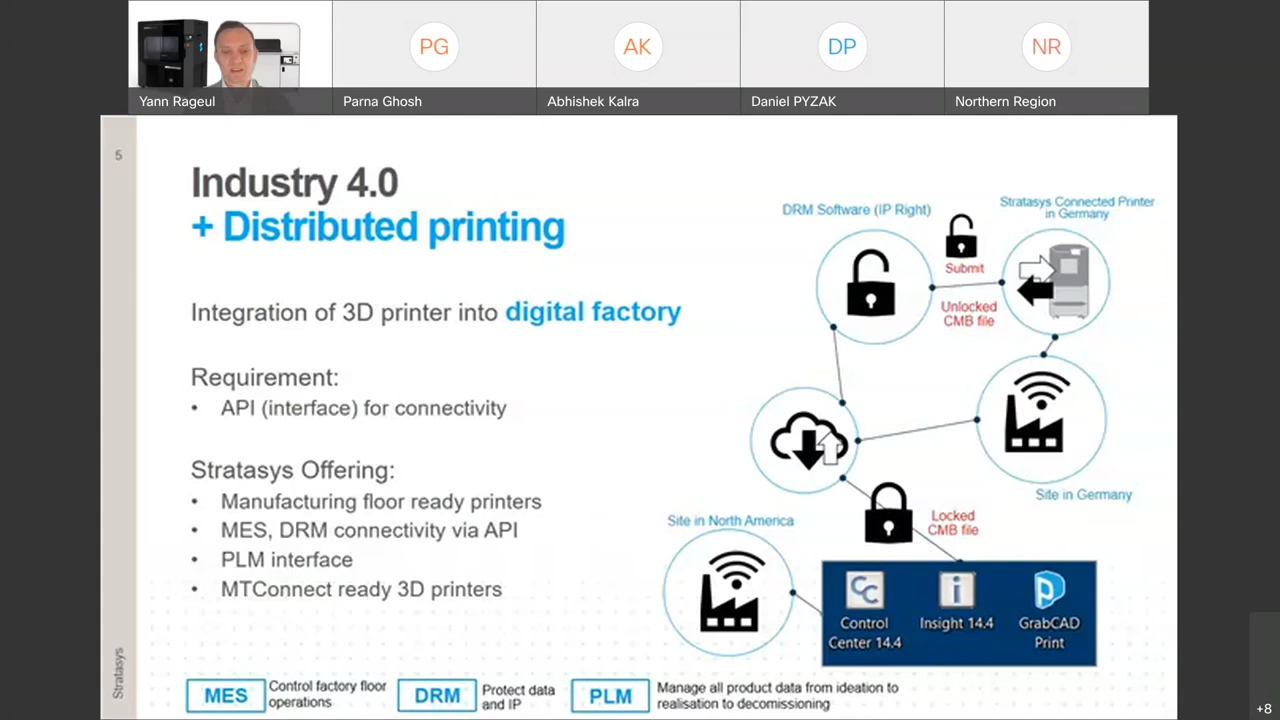 PG
AK
DP
NR
Yann Rageul
Parna Ghosh
Abhishek Kalra
Daniel PYZAK
Northern Region
5
Industry 4.0
+ Distributed printing
Integration of 3D printer into digital factory
Requirement:
• API (interface) for connectivity
Stratasys Offering:
• Manufacturing floor ready printers
• MES, DRM connectivity via API
• PLM interface
• MTConnect ready 3D printers
DRM Software (IP Right)
Stratasys Connected Printer
in Germany
Submit
Unlocked
CMB file
Site in Germany
Locked
CMB file
Site in North America
CC
Control
Center 14.4
i
Insight 14.4
GrabCAD
Print
Stratasys
MES
Control factory floor
operations
DRM
Protect data
and IP
PLM
Manage all product data from ideation to
realisation to decomissioning
+8